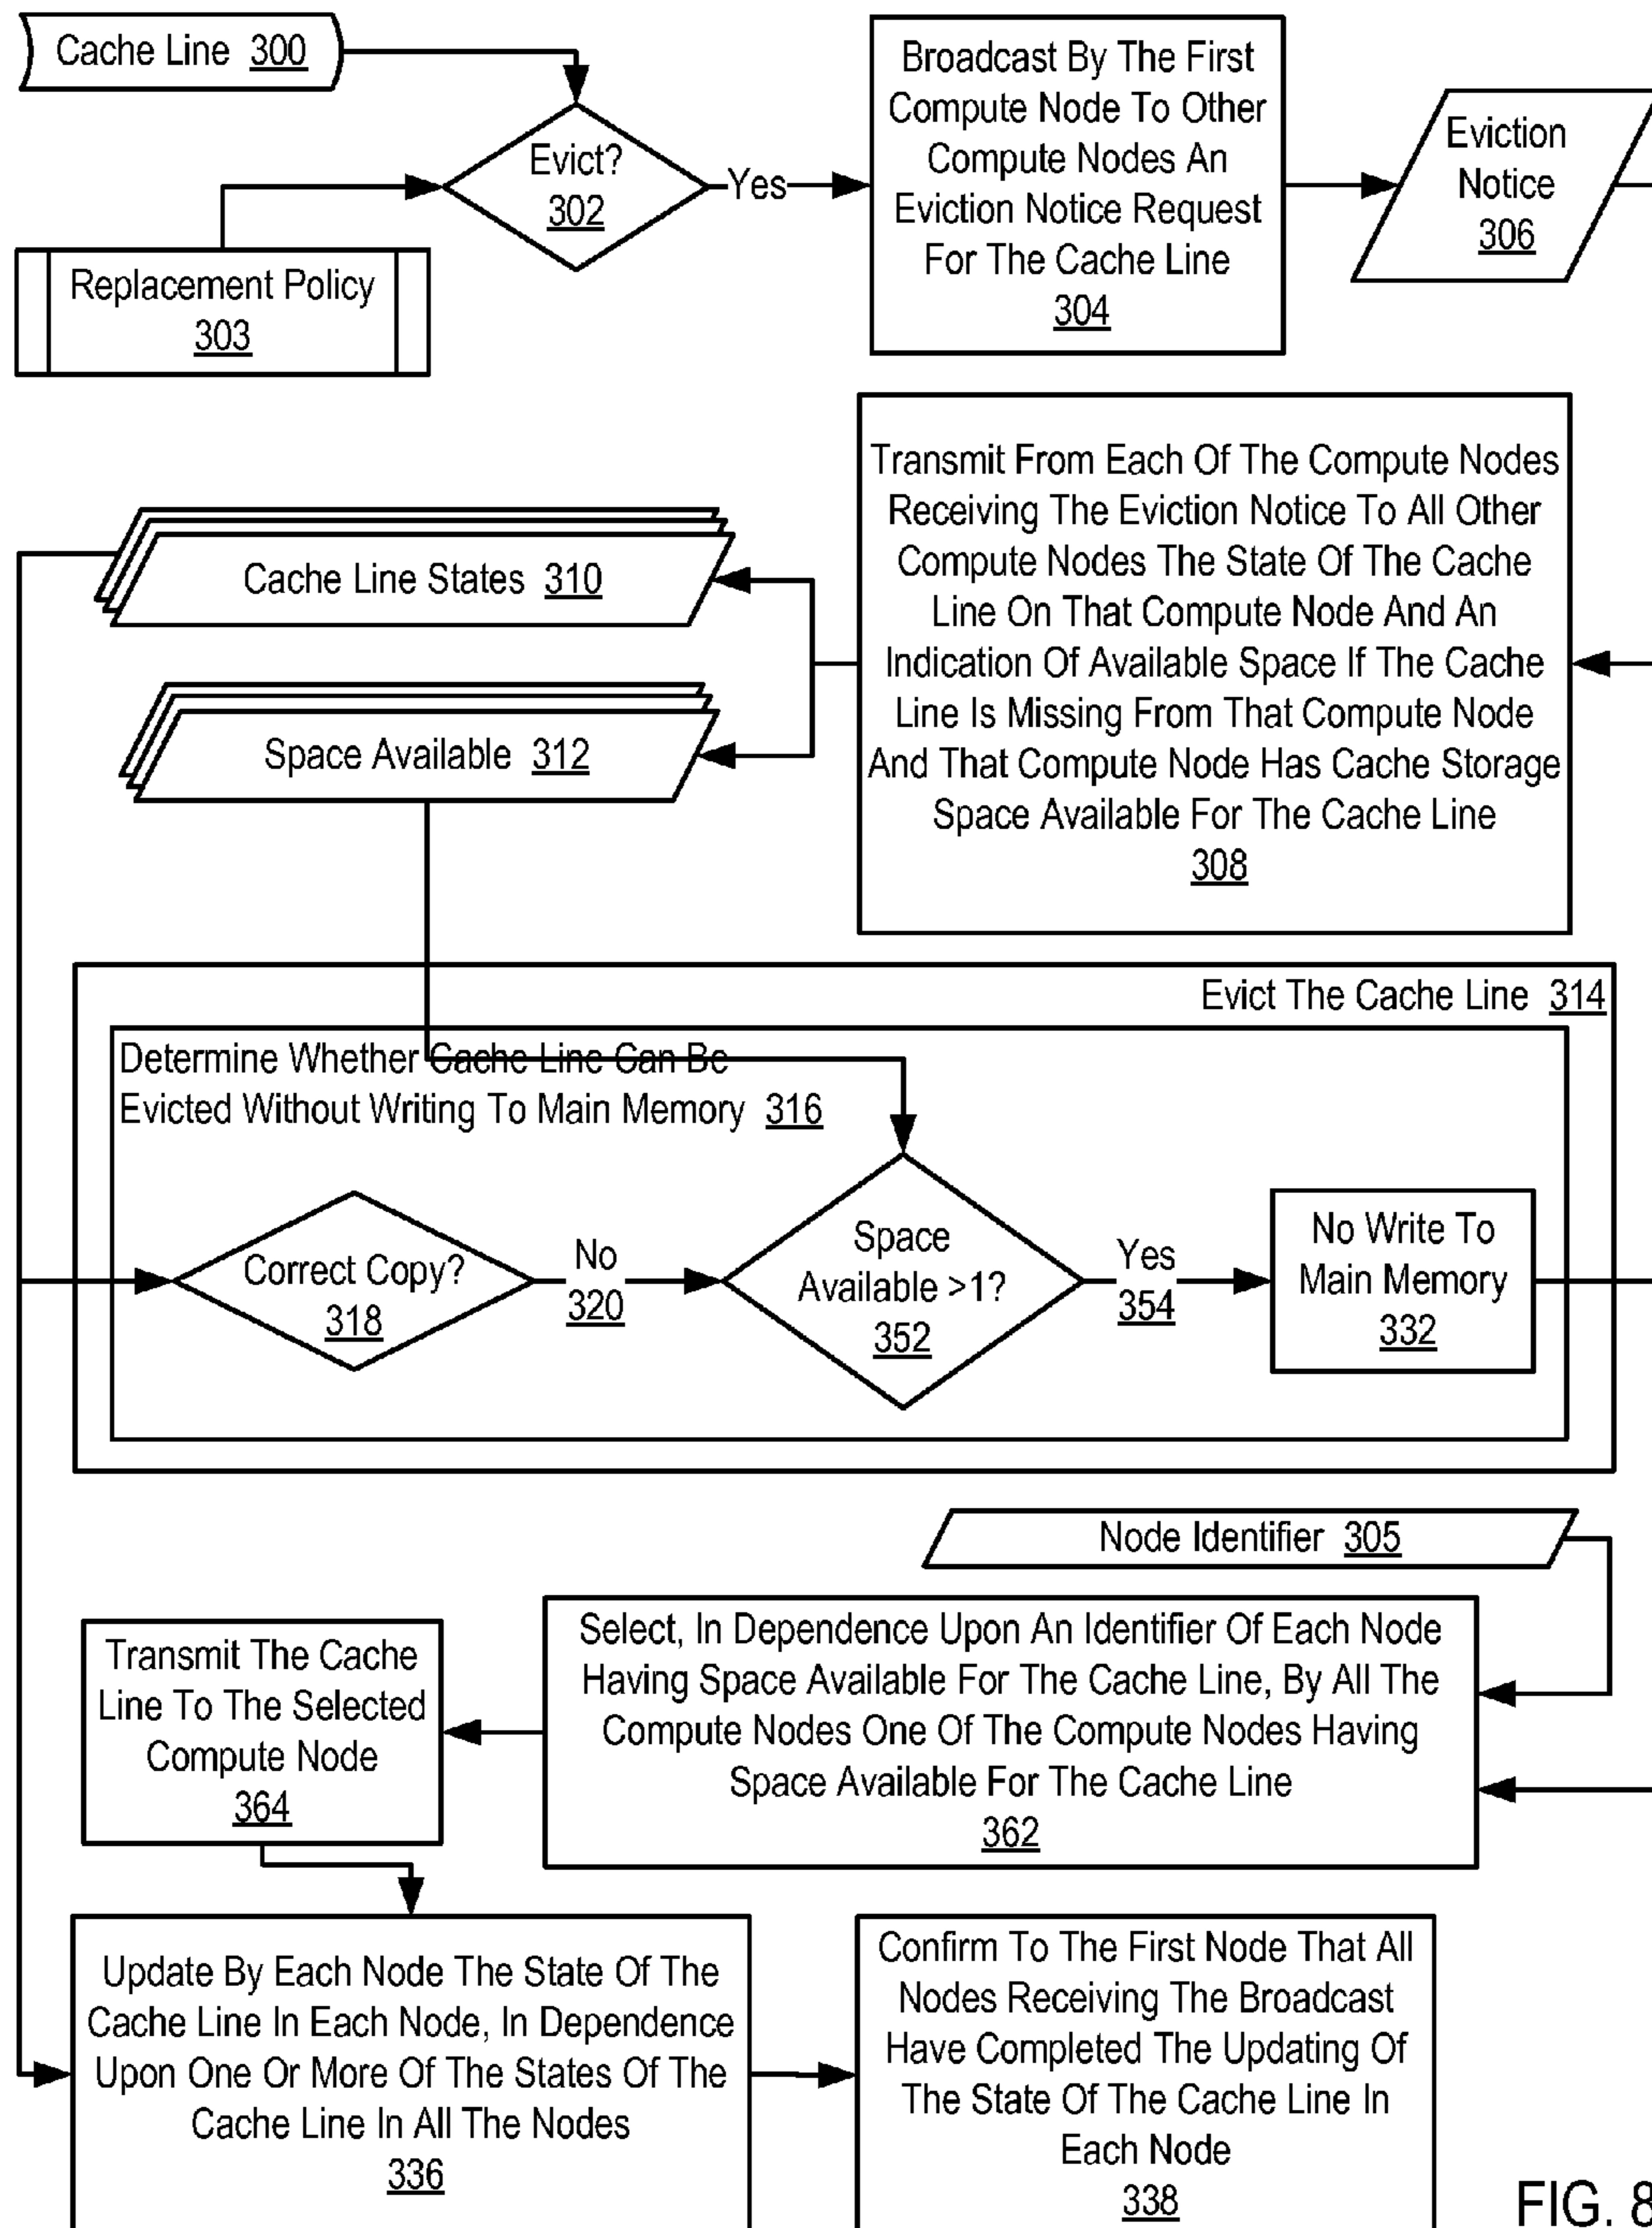 Cache Line 300
Evict?
302
Yes
Replacement Policy
303
Broadcast By The First
Compute Node To Other
Compute Nodes An
Eviction Notice Request
For The Cache Line
304
Eviction
Notice
306
Transmit From Each Of The Compute Nodes
Receiving The Eviction Notice To All Other
Compute Nodes The State Of The Cache
Line On That Compute Node And An
Indication Of Available Space If The Cache
Line Is Missing From That Compute Node
And That Compute Node Has Cache Storage
Space Available For The Cache Line
308
Cache Line States 310
Space Available 312
Evict The Cache Line 314
Determine Whether Cache Line Can Be
Evicted Without Writing To Main Memory 316
Correct Copy?
318
No
320
Space
Available >1?
352
Yes
354
No Write To
Main Memory
332
Node Identifier 305
Select, In Dependence Upon An Identifier Of Each Node
Having Space Available For The Cache Line, By All The
Compute Nodes One Of The Compute Nodes Having
Space Available For The Cache Line
362
Transmit The Cache
Line To The Selected
Compute Node
364
Update By Each Node The State Of The
Cache Line In Each Node, In Dependence
Upon One Or More Of The States Of The
Cache Line In All The Nodes
336
Confirm To The First Node That All
Nodes Receiving The Broadcast
Have Completed The Updating Of
The State Of The Cache Line In
Each Node
338
FIG. 8